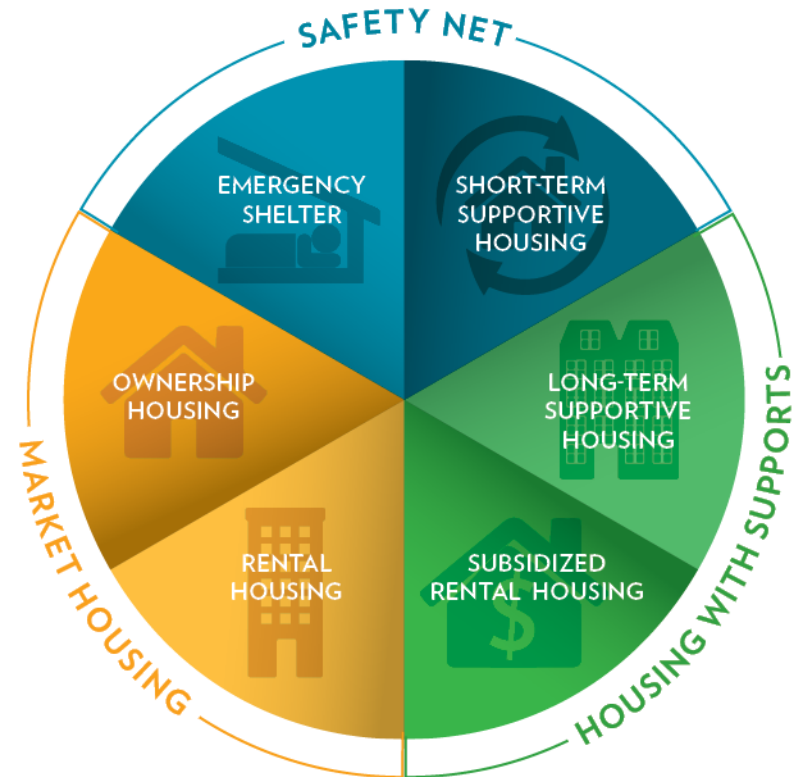 SAFETY NET
EMERGENCY
SHELTER
SHORT-TERM
SUPPORTIVE
HOUSING
OWNERSHIP
HOUSING
LONG-TERM
SUPPORTIVE
HOUSING
RENTAL
HOUSING
SUBSIDIZED
RENTAL HOUSING
$
MARKET HOUSING
HOUSING WITH SUPPORTS